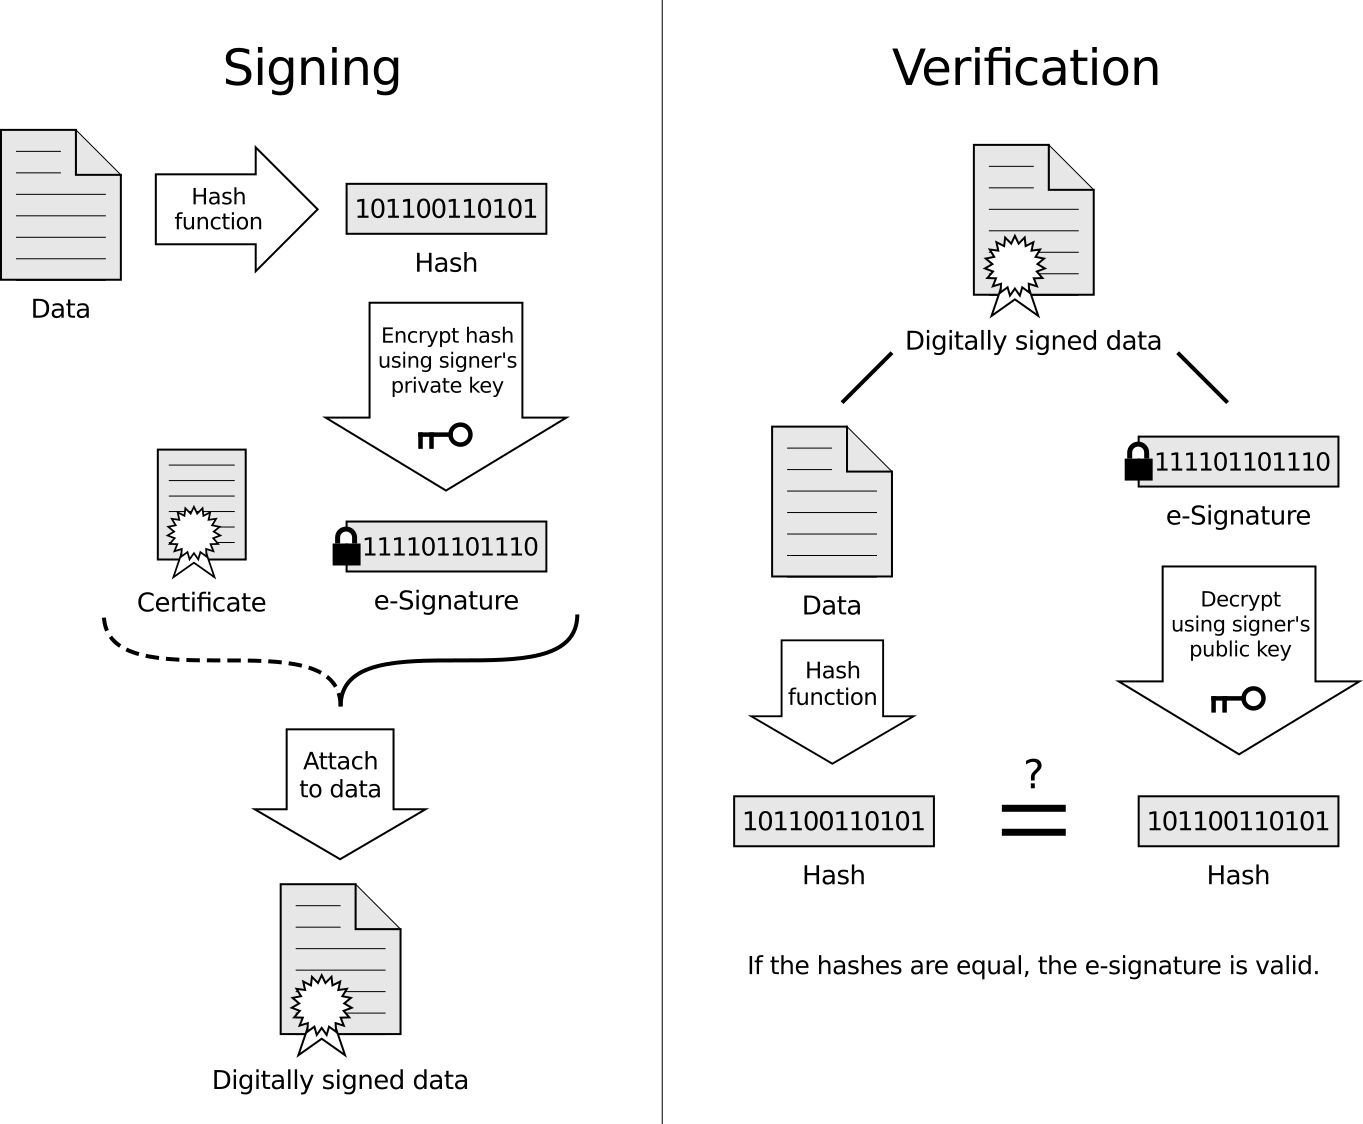 Signing
Hash
function
101100110101
Hash
Data
Encrypt hash
using signer's
private key
111101101110
Certificate
e-Signature
Attach
to data
Digitally signed data
Verification
Digitally signed data
Data
111101101110
e-Signature
Hash
function
Decrypt
using signer's
public key
101100110101
Hash
?
101100110101
Hash
If the hashes are equal, the e-signature is valid.